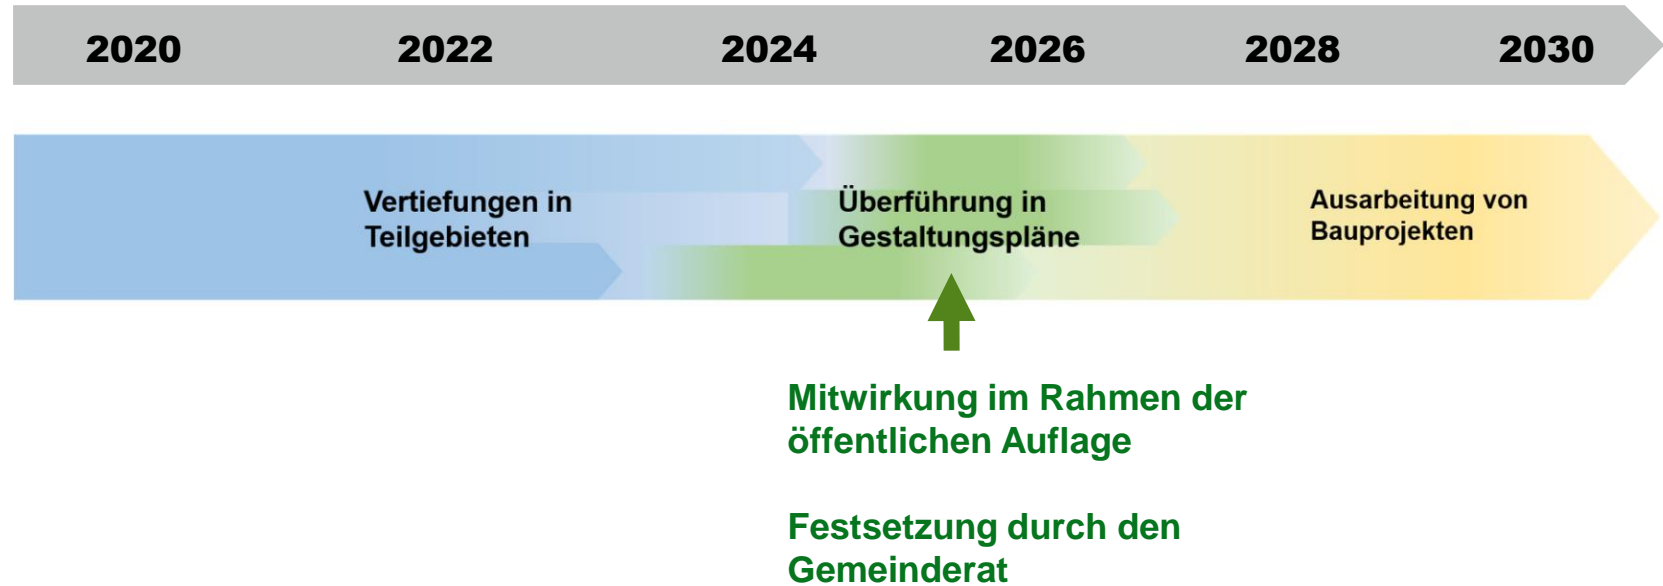 2020 2022 2024 2026 2028 2030
Vertiefungen in
Teilgebieten
Überführung in
Gestaltungspläne
Ausarbeitung von
Bauprojekten
Mitwirkung im Rahmen der
öffentlichen Auflage
Festsetzung durch den
Gemeinderat